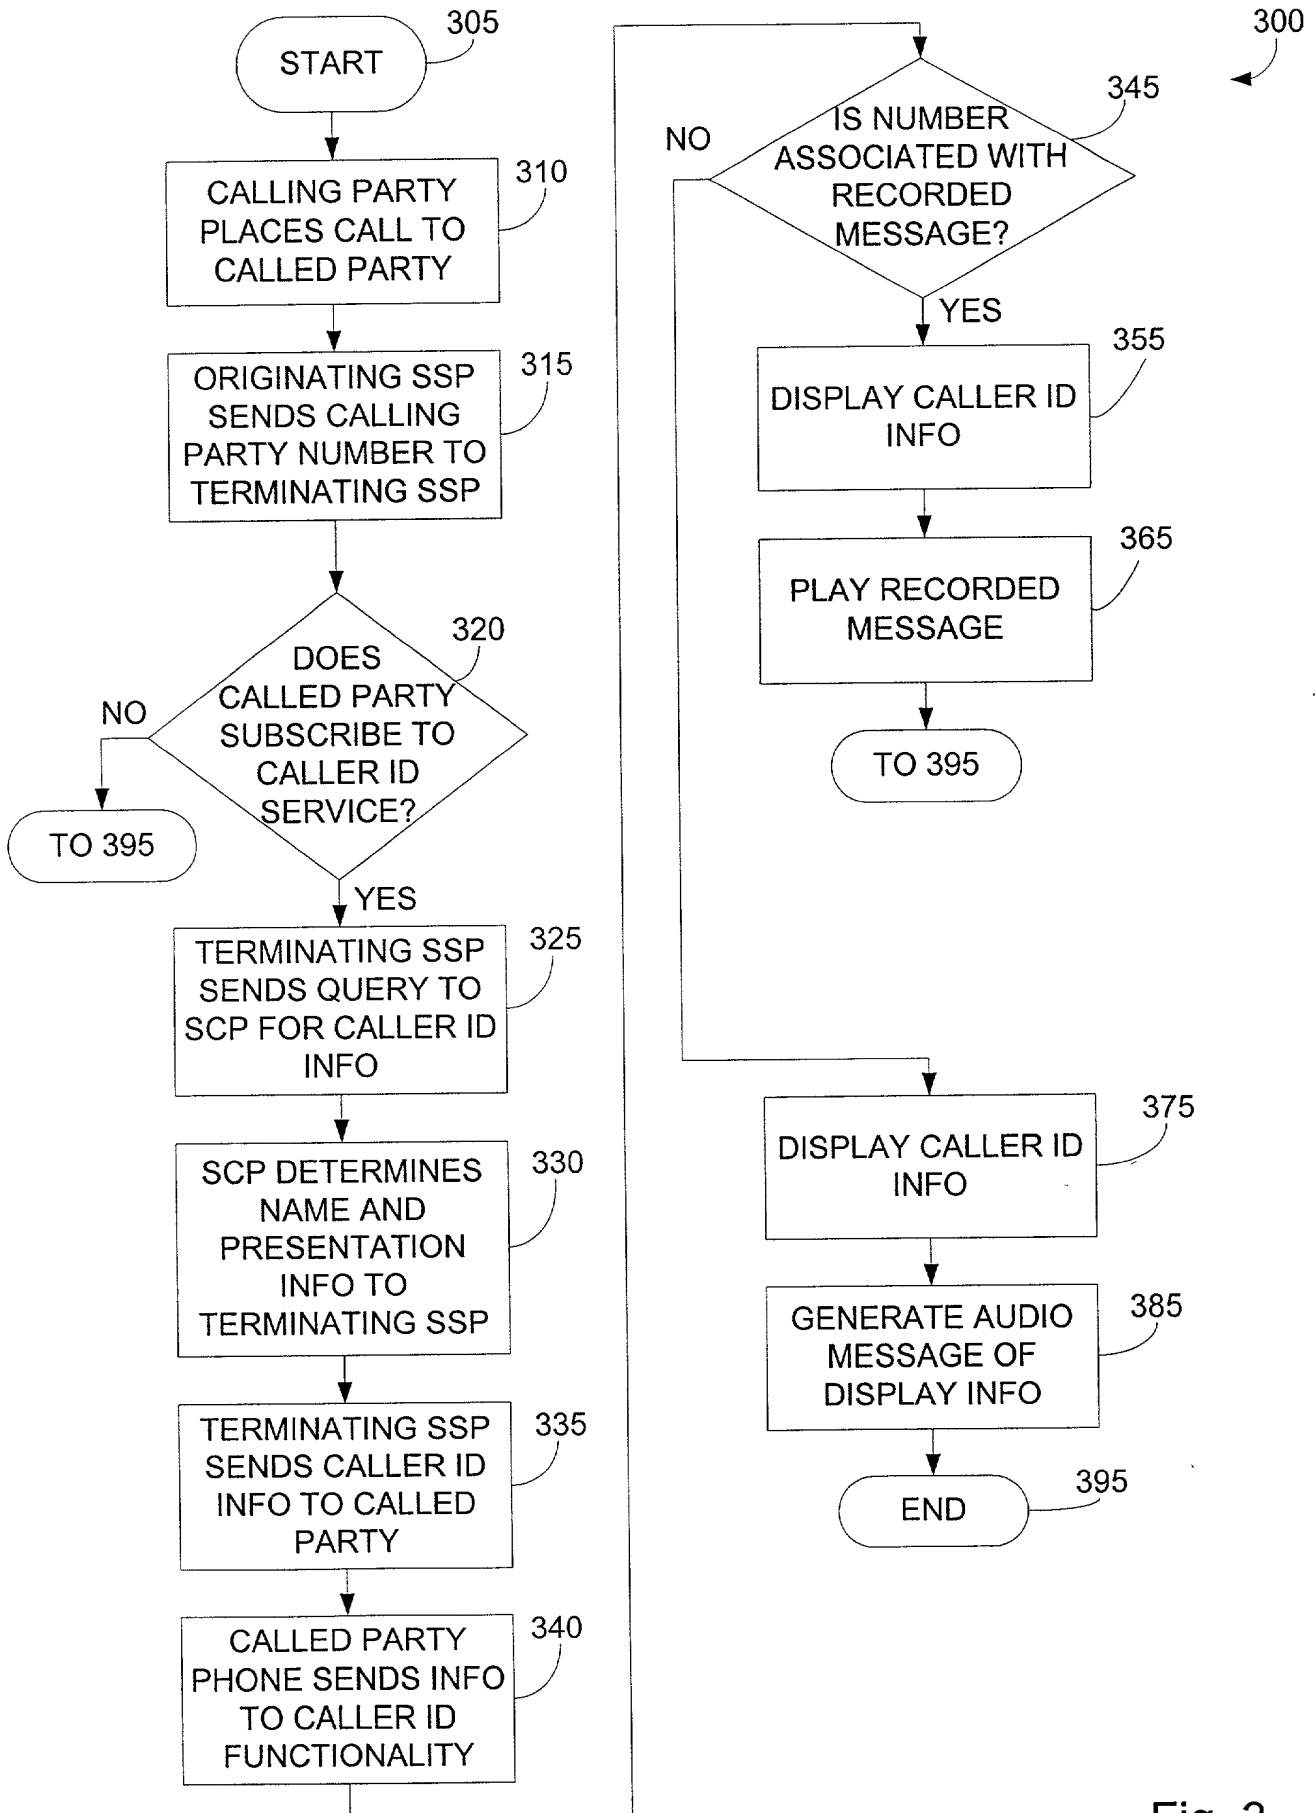 305
START
310
CALLING PARTY
PLACES CALL TO
CALLED PARTY
315
ORIGINATING SSP
SENDS CALLING
PARTY NUMBER TO
TERMINATING SSP
320
DOES
CALLED PARTY
SUBSCRIBE TO
CALLER ID
SERVICE?
NO
TO 395
YES
325
TERMINATING SSP
SENDS QUERY TO
SCP FOR CALLER ID
INFO
330
SCP DETERMINES
NAME AND
PRESENTATION
INFO TO
TERMINATING SSP
335
TERMINATING SSP
SENDS CALLER ID
INFO TO CALLED
PARTY
340
CALLED PARTY
PHONE SENDS INFO
TO CALLER ID
FUNCTIONALITY
300
345
IS NUMBER
ASSOCIATED WITH
RECORDED
MESSAGE?
NO
YES
355
DISPLAY CALLER ID
INFO
365
PLAY RECORDED
MESSAGE
TO 395
375
DISPLAY CALLER ID
INFO
385
GENERATE AUDIO
MESSAGE OF
DISPLAY INFO
395
END